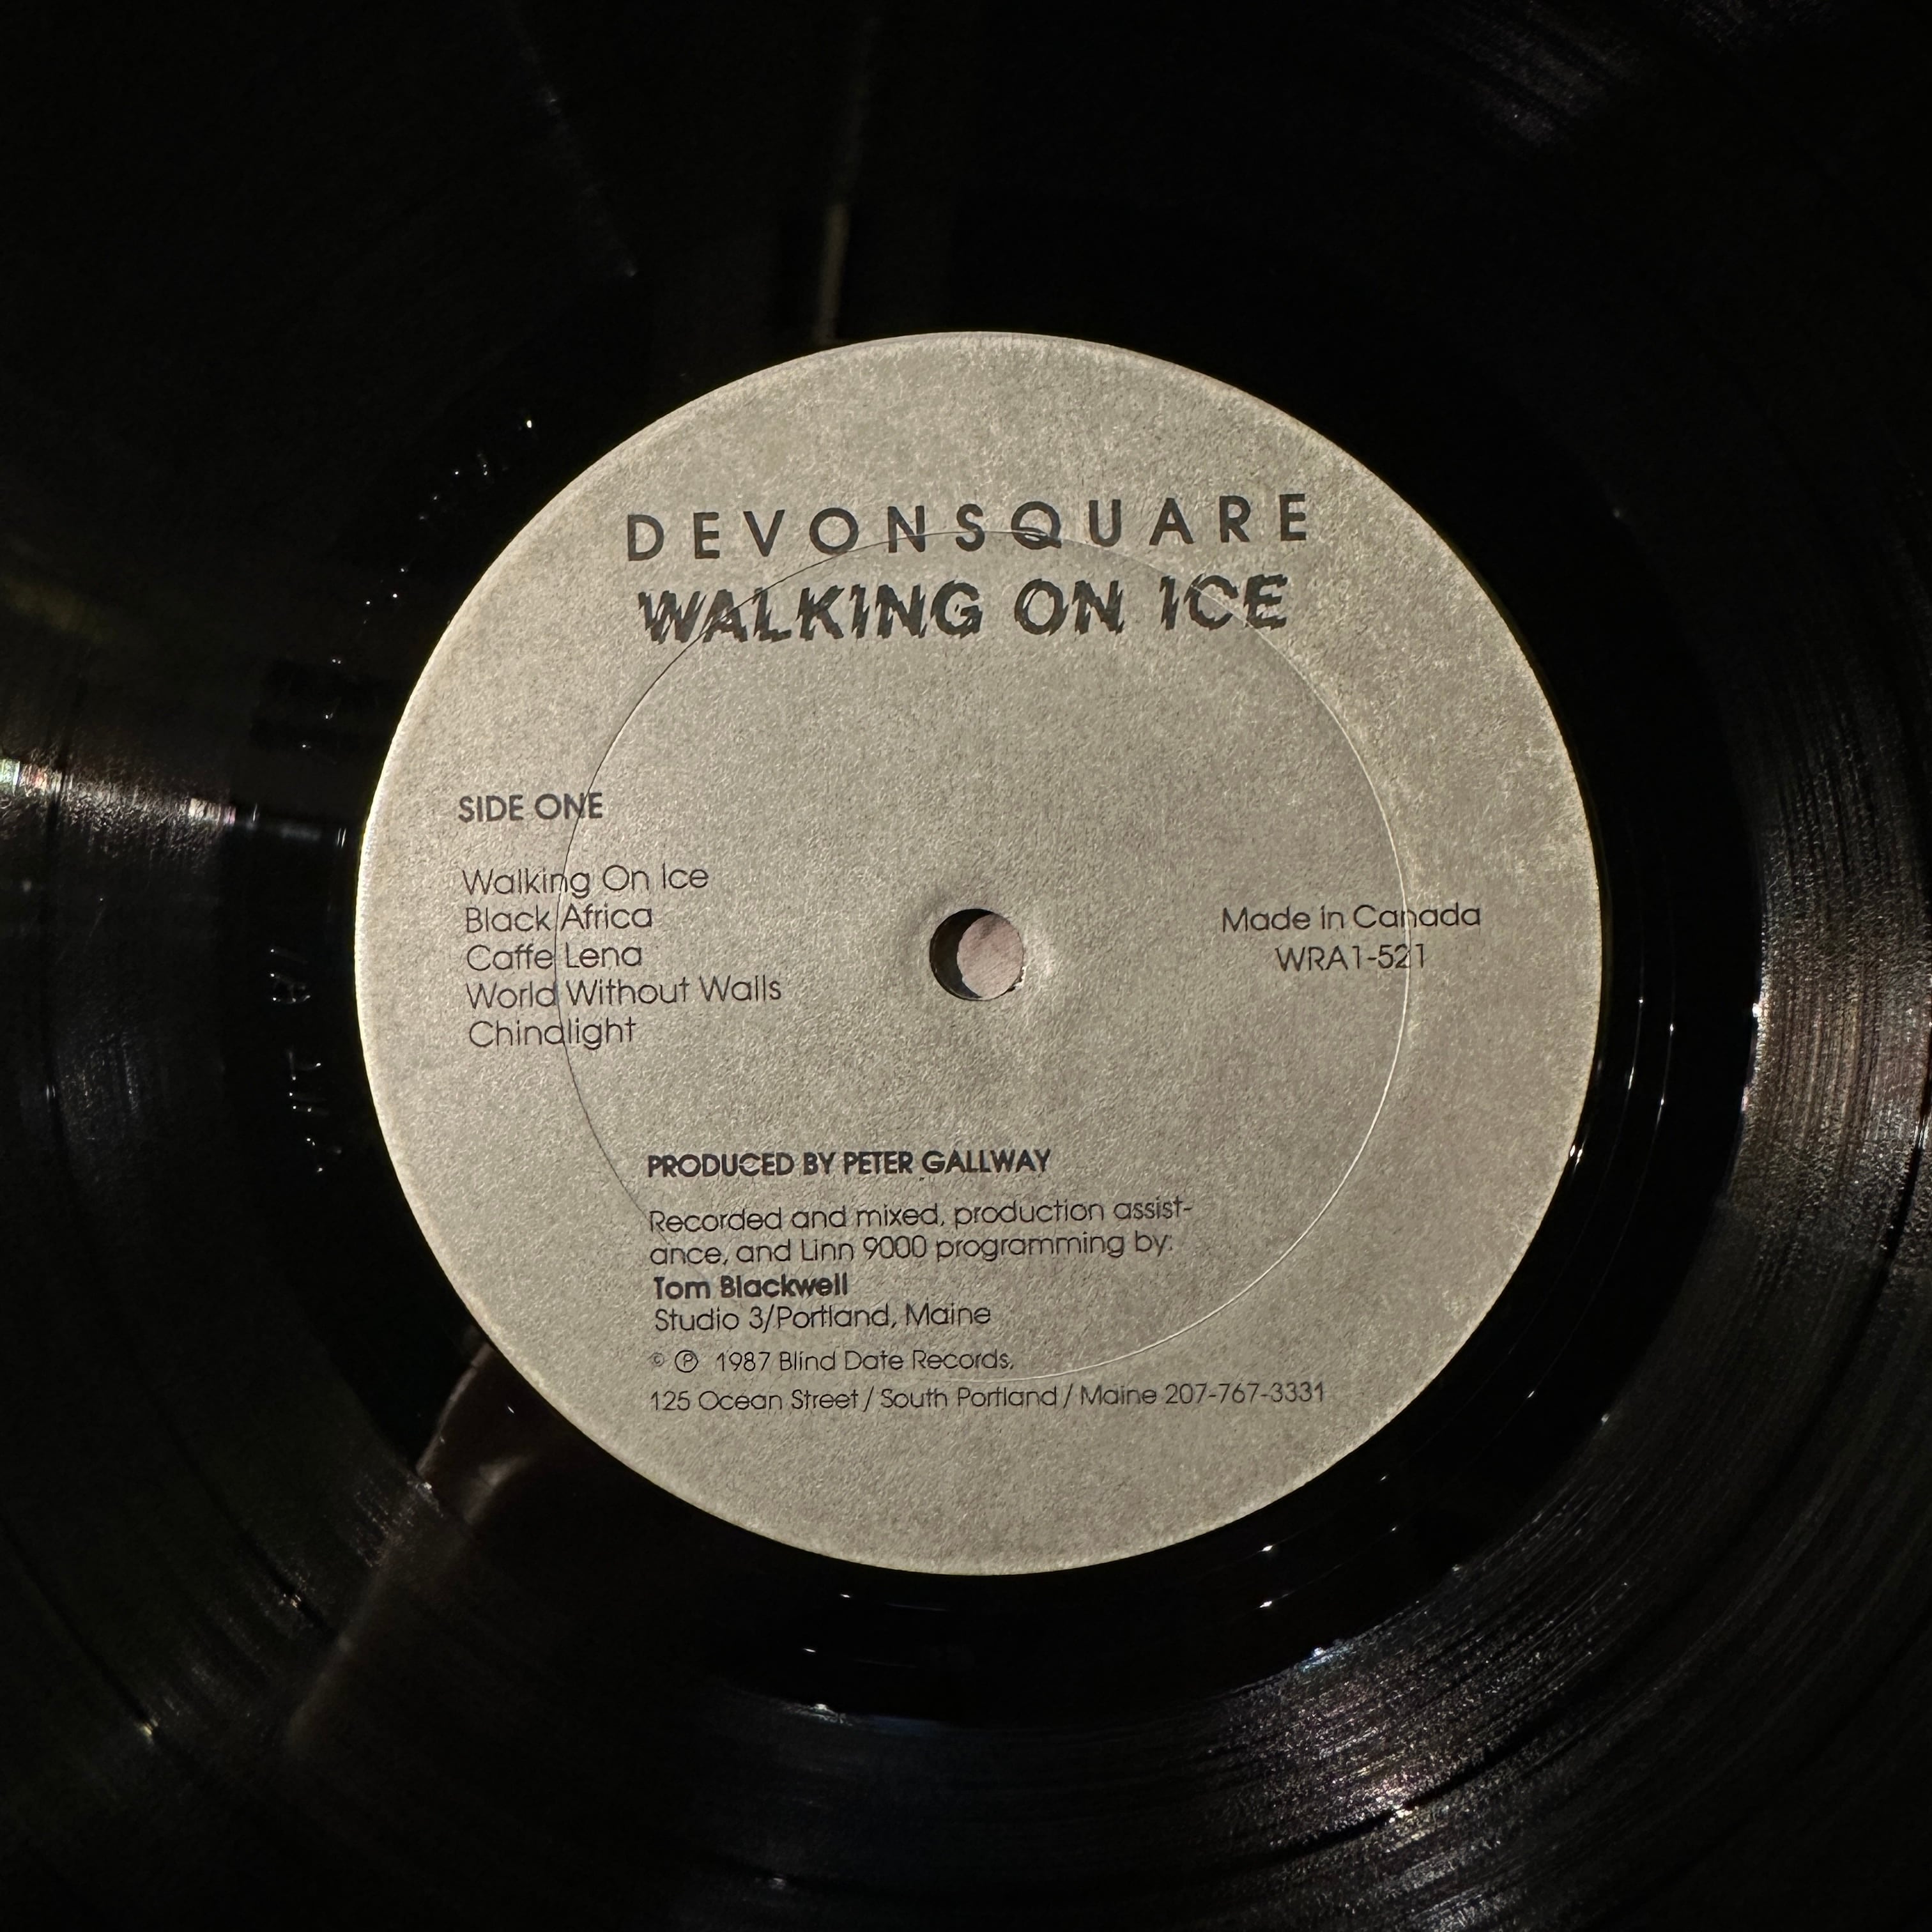 DEVONSQUARE
WALKING ON ICE
SIDE ONE
Walking On Ice
Black Africa
Caffe Lena
World Without Walls
Chindlight
Made in Canada
WRA1-521
PRODUCED BY PETER GALLWAY
Recorded and mixed, production assist-
ance, and Linn 9000 programming by:
Tom Blackwell
Studio 3/Portland, Maine
© ℗ 1987 Blind Date Records,
125 Ocean Street / South Portland / Maine 207-767-3331